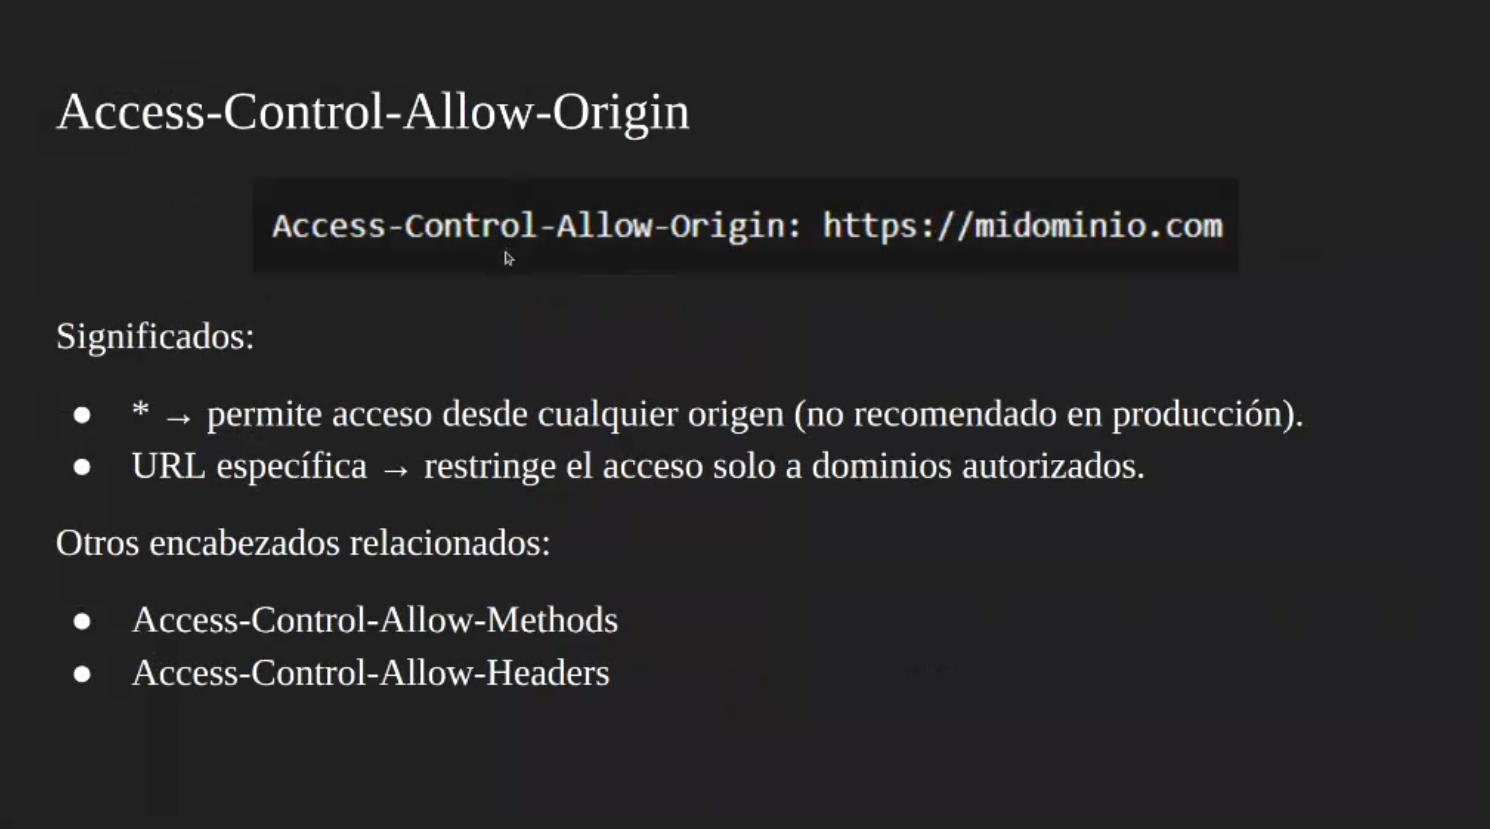 Access-Control-Allow-Origin
Access-Control-Allow-Origin: https://midominio.com
Significados:
● * → permite acceso desde cualquier origen (no recomendado en producción).
● URL específica → restringe el acceso solo a dominios autorizados.
Otros encabezados relacionados:
● Access-Control-Allow-Methods
● Access-Control-Allow-Headers